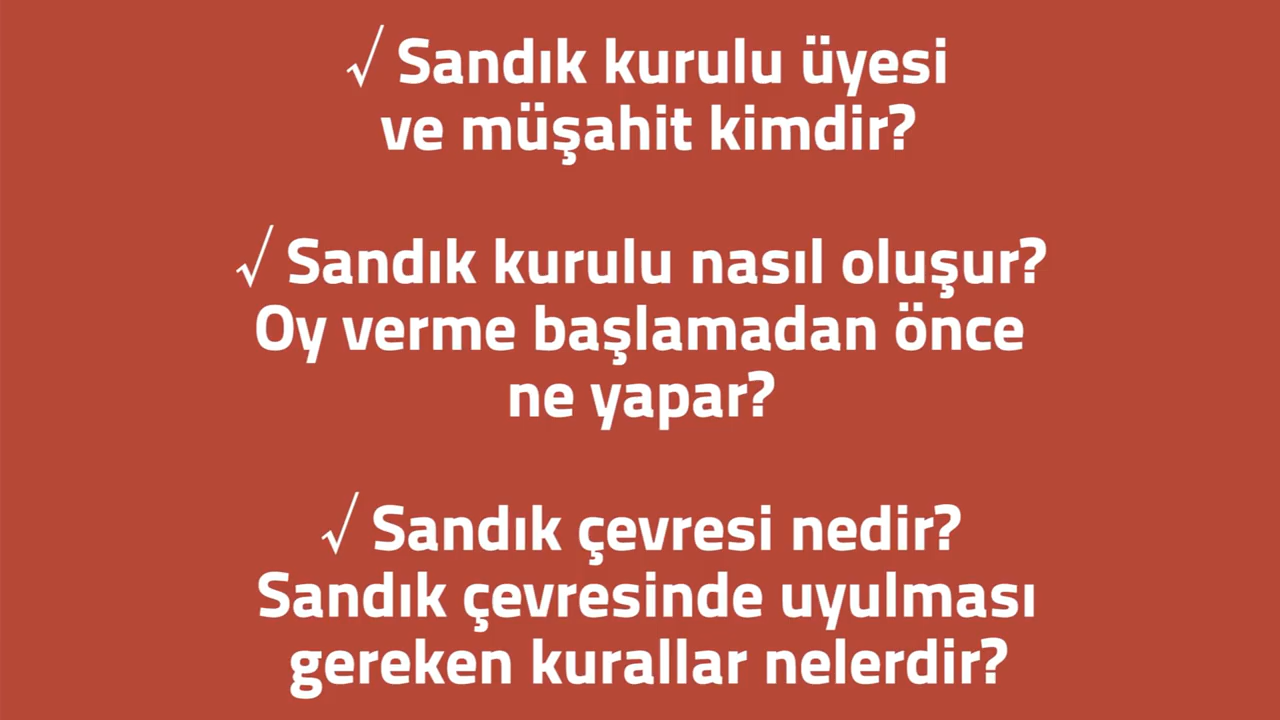 √ Sandık kurulu üyesi
ve müşahit kimdir?
√ Sandık kurulu nasıl oluşur?
Oy verme başlamadan önce
ne yapar?
√ Sandık çevresi nedir?
Sandık çevresinde uyulması
gereken kurallar nelerdir?